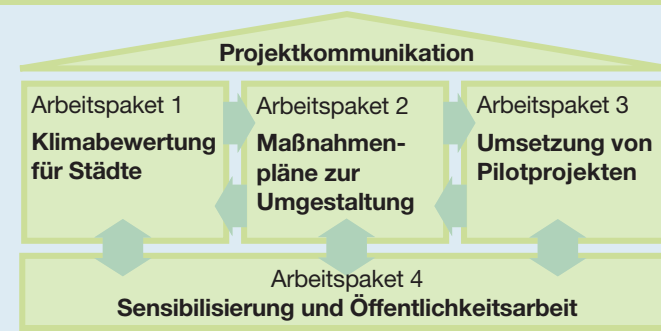 Projektkommunikation
Arbeitspaket 1
Klimabewertung
für Städte
Arbeitspaket 2
Maßnahmen-
pläne zur
Umgestaltung
Arbeitspaket 3
Umsetzung von
Pilotprojekten
Arbeitspaket 4
Sensibilisierung und Öffentlichkeitsarbeit